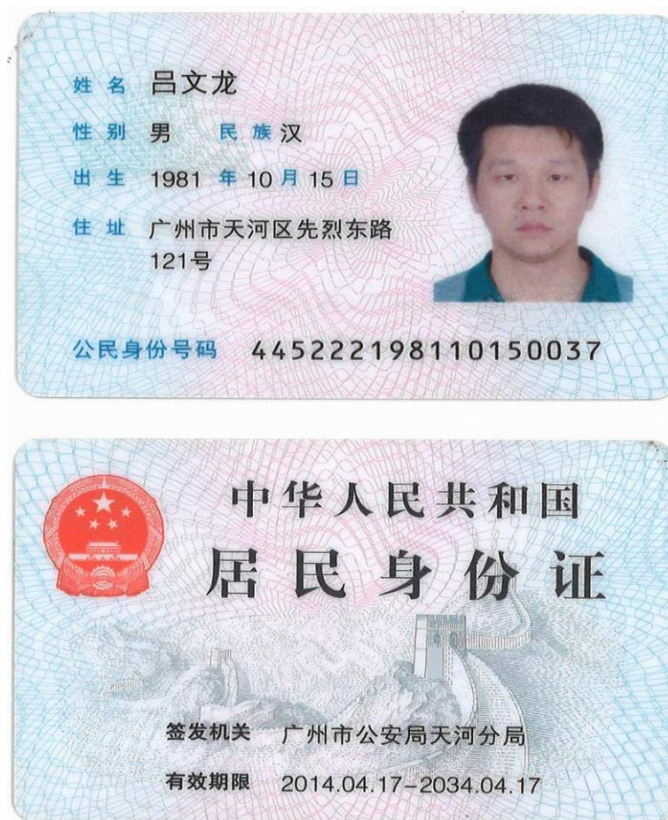 姓名 吕文龙
性别 男 民族 汉
出生 1981 年 10 月 15 日
住址 广州市天河区先烈东路
121号
公民身份号码 445222198110150037
中华人民共和国
居民身份证
签发机关 广州市公安局天河分局
有效期限 2014.04.17-2034.04.17